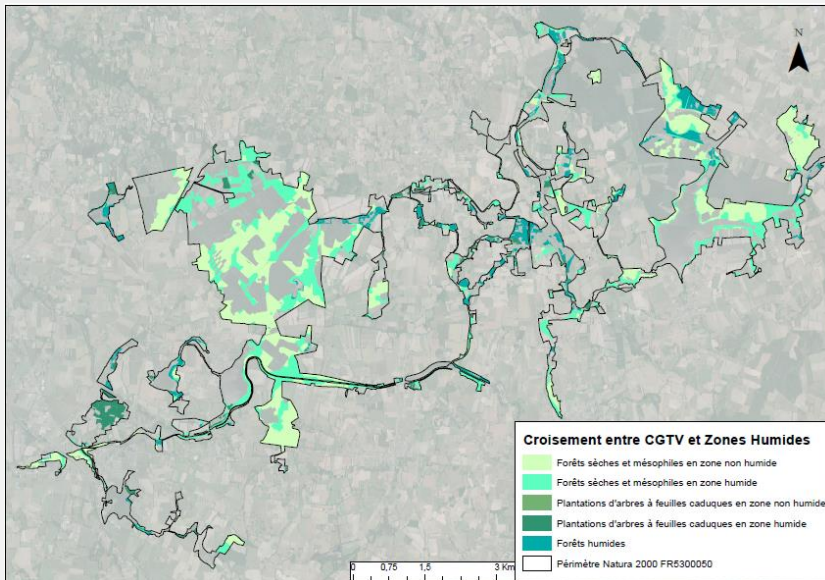 N
Croisement entre CGTV et Zones Humides
Forêts sèches et mésophiles en zone non humide
Forêts sèches et mésophiles en zone humide
Plantations d'arbres à feuilles caduques en zone non humide
Plantations d'arbres à feuilles caduques en zone humide
Forêts humides
Périmètre Natura 2000 FR5300050
0 0,75 1,5 3 Km